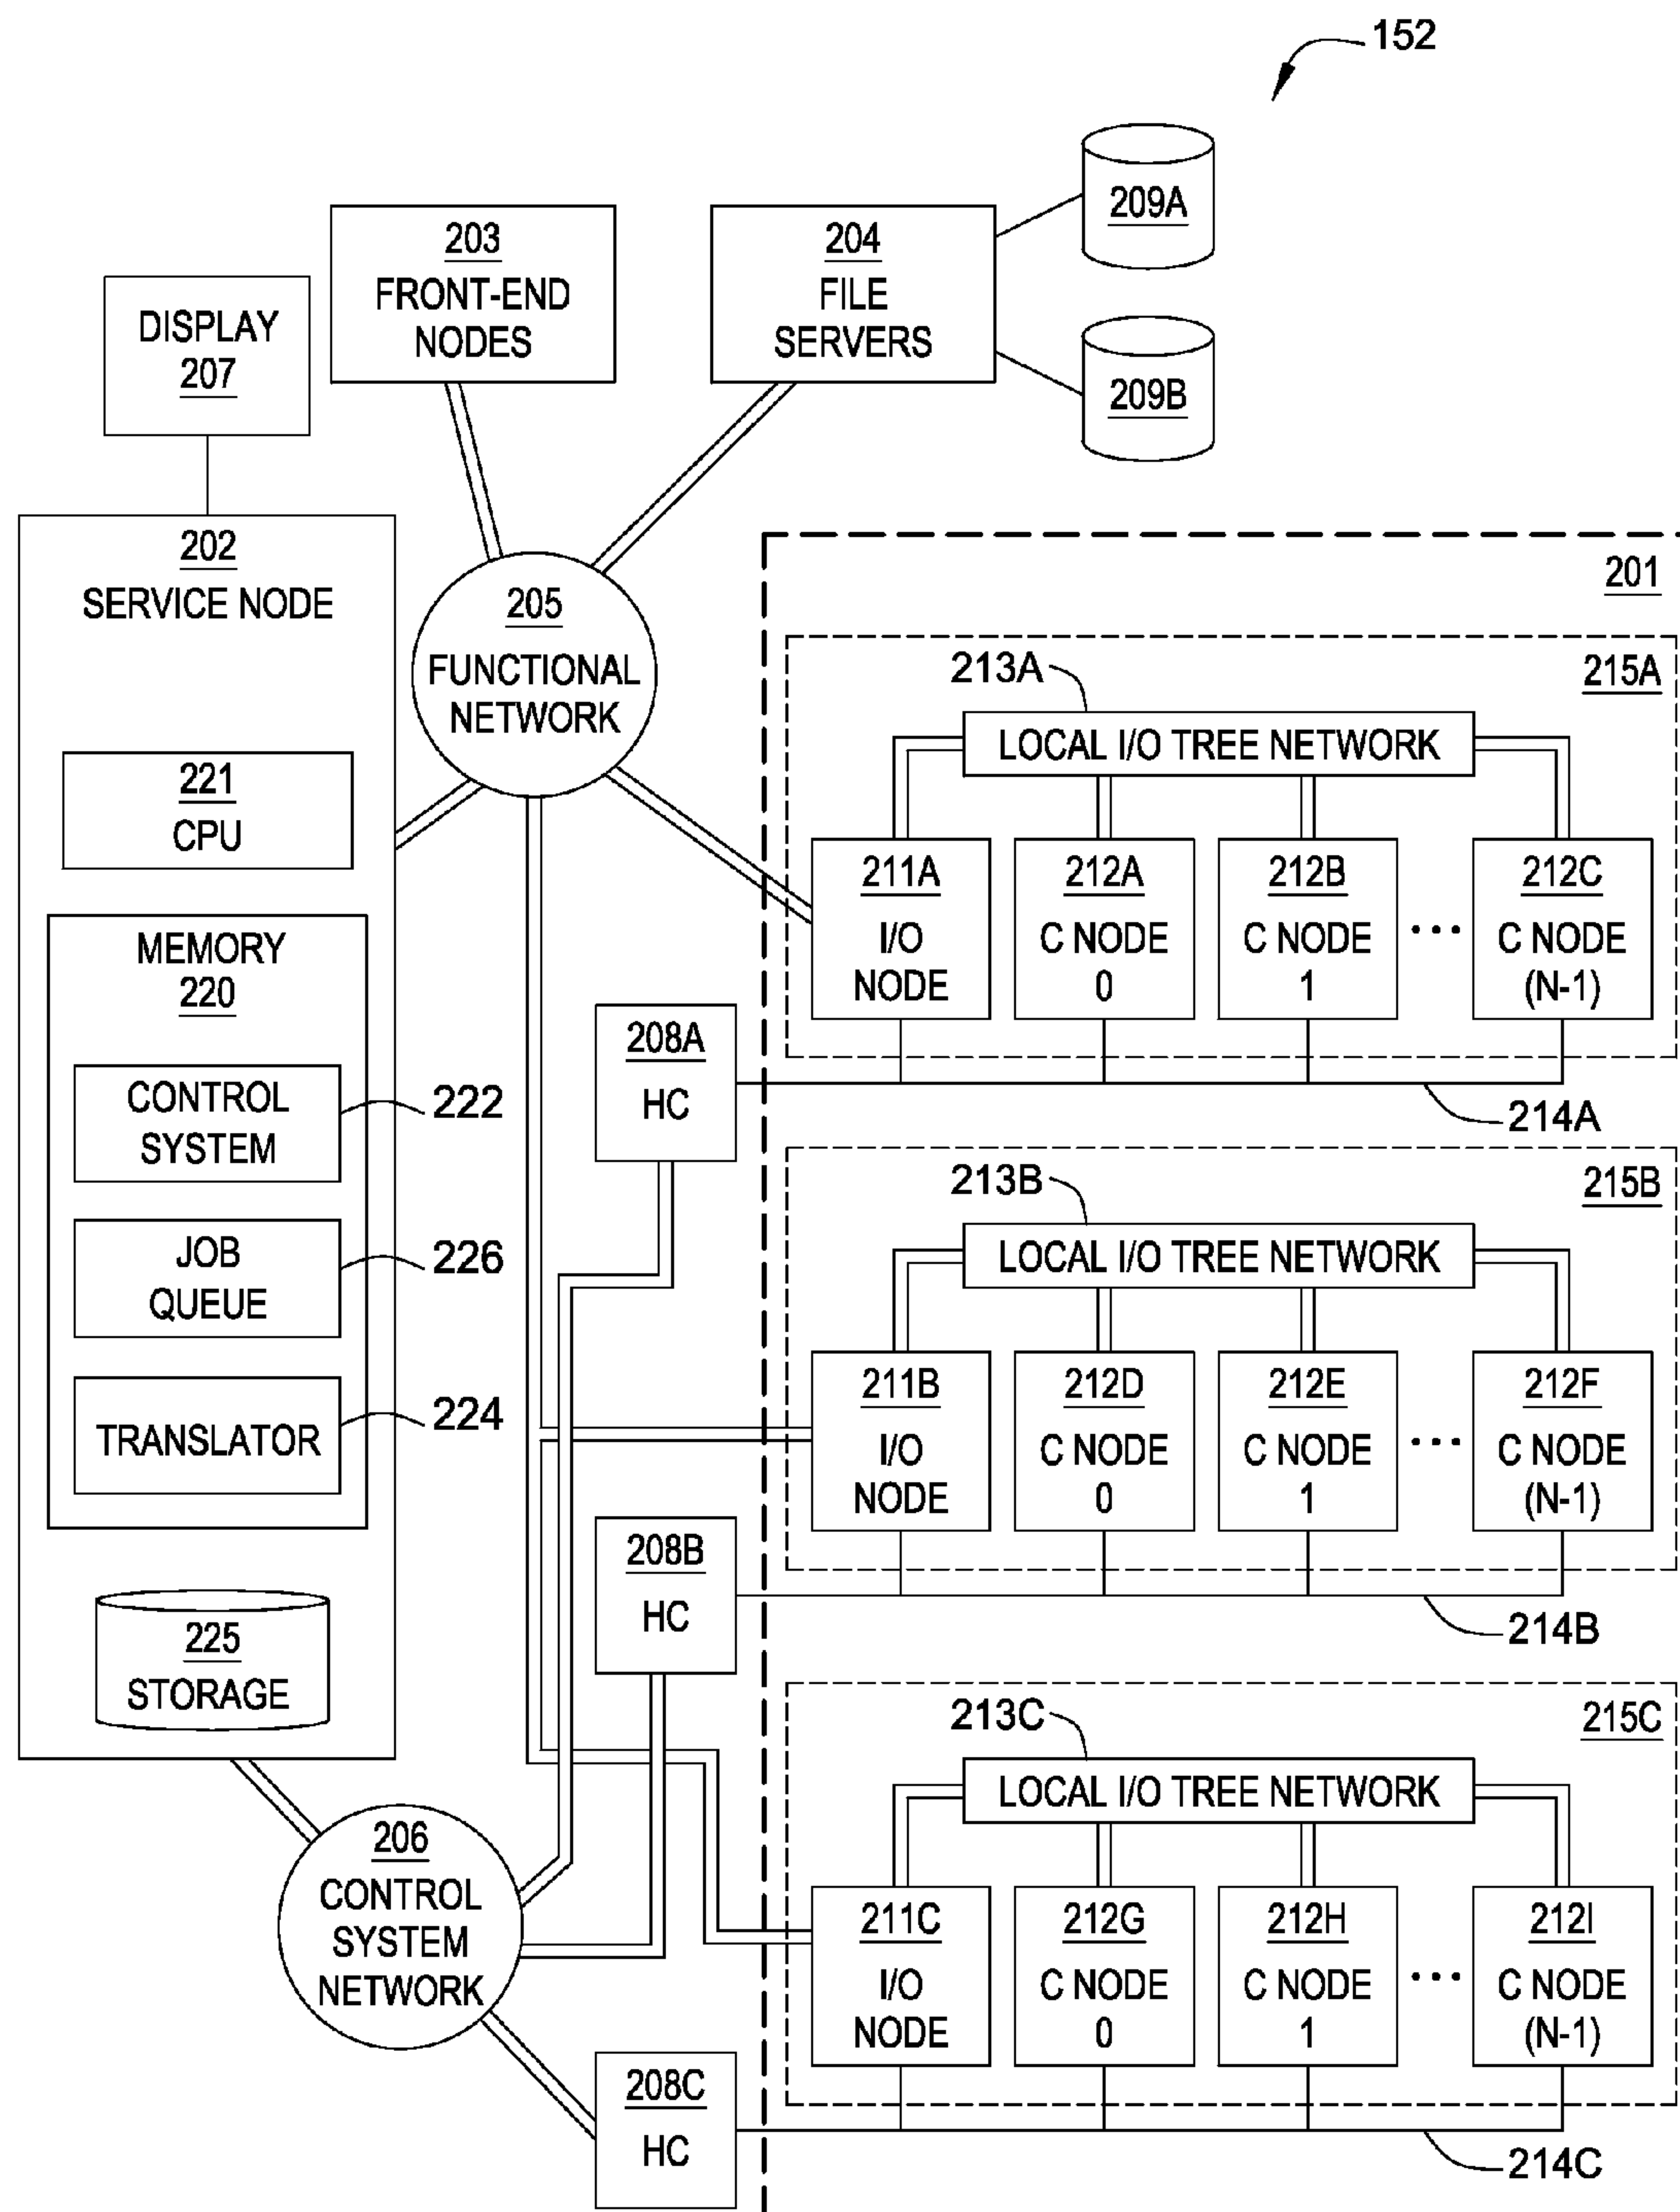 152
209A
209B
203
FRONT-END
NODES
204
FILE
SERVERS
DISPLAY
207
202
SERVICE NODE
221
CPU
MEMORY
220
CONTROL
SYSTEM
222
JOB
QUEUE
226
TRANSLATOR
224
225
STORAGE
205
FUNCTIONAL
NETWORK
206
CONTROL
SYSTEM
NETWORK
208A
HC
208B
HC
208C
HC
201
215A
213A
LOCAL I/O TREE NETWORK
211A
I/O
NODE
212A
C NODE
0
212B
C NODE
1
...
212C
C NODE
(N-1)
214A
215B
213B
LOCAL I/O TREE NETWORK
211B
I/O
NODE
212D
C NODE
0
212E
C NODE
1
...
212F
C NODE
(N-1)
214B
215C
213C
LOCAL I/O TREE NETWORK
211C
I/O
NODE
212G
C NODE
0
212H
C NODE
1
...
212I
C NODE
(N-1)
214C